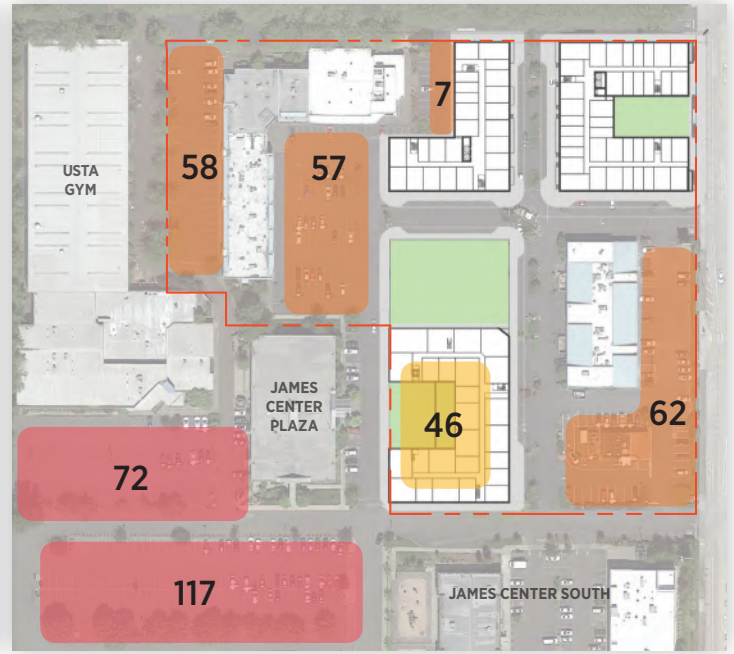 7
58
57
USTA
GYM
JAMES
CENTER
PLAZA
46
62
72
117
JAMES CENTER SOUTH